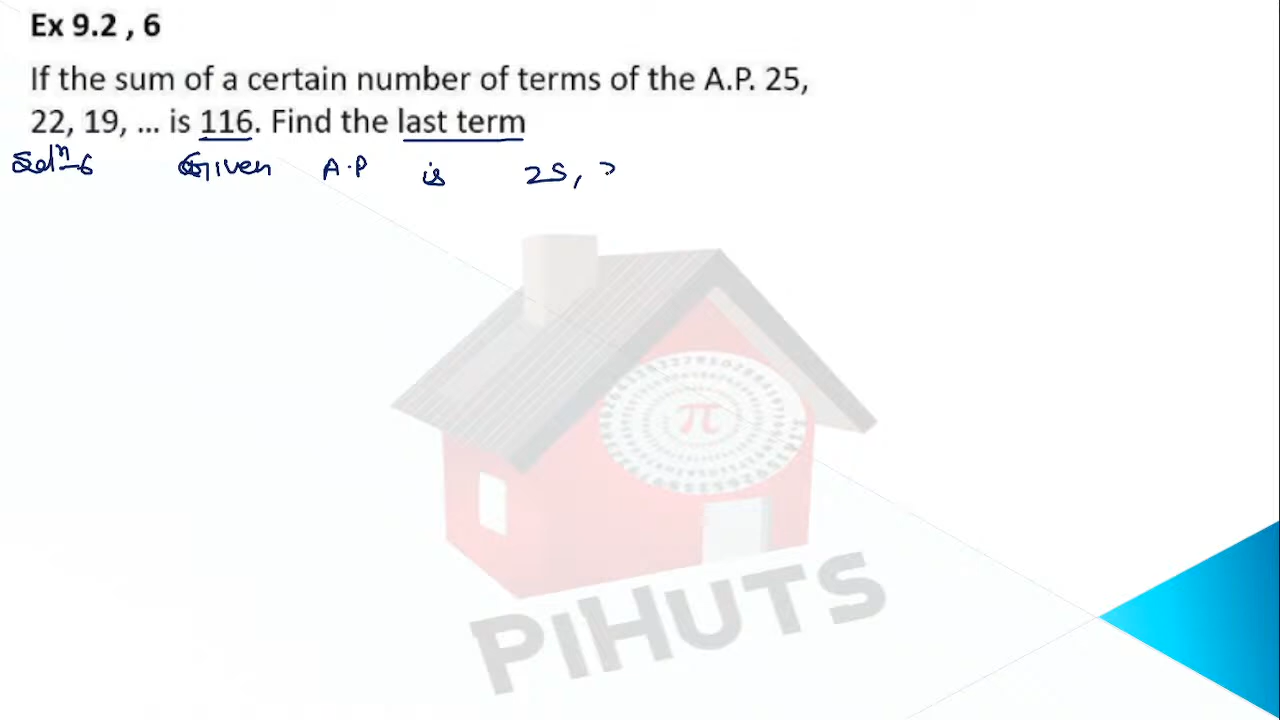 Ex 9.2 , 6
If the sum of a certain number of terms of the A.P. 25,
22, 19, ... is 116. Find the last term
Solⁿ-6 Given A.P is 25,
π
PIHUTS